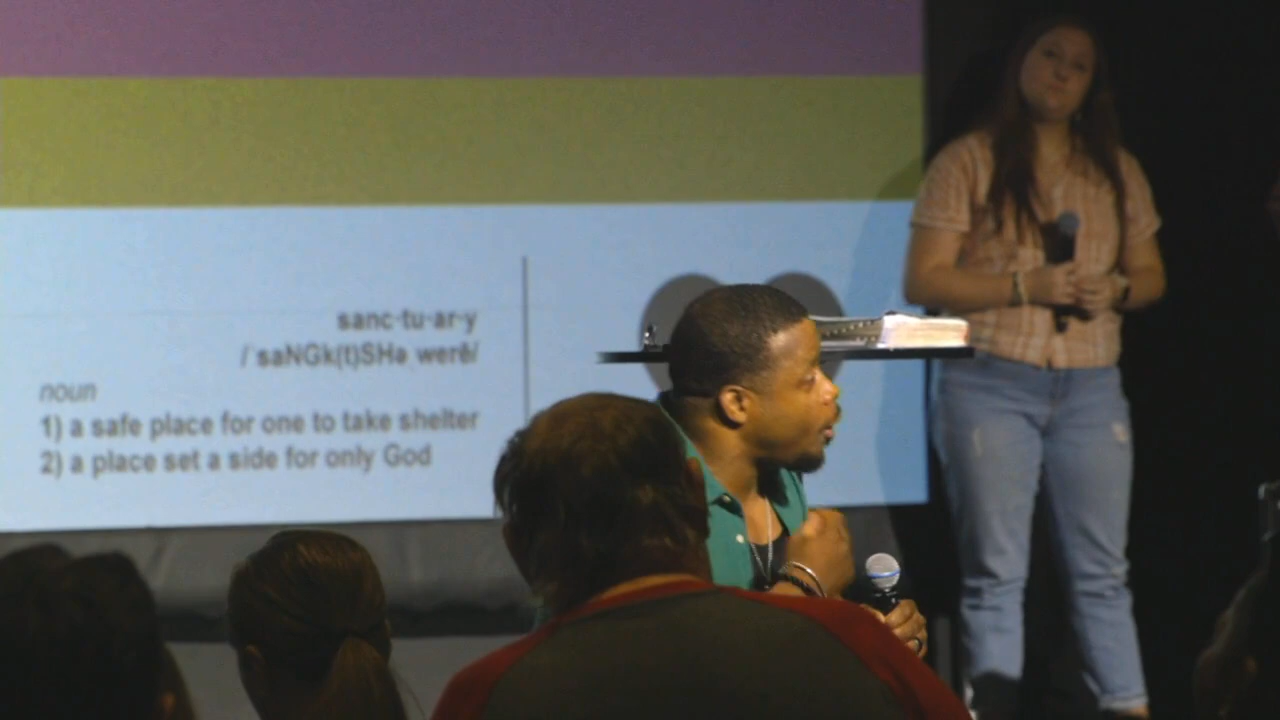 sanc·tu·ar·y
/ˈsaNGk(t)SHəˌwerē/
noun
1) a safe place for one to take shelter
2) a place set a side for only God